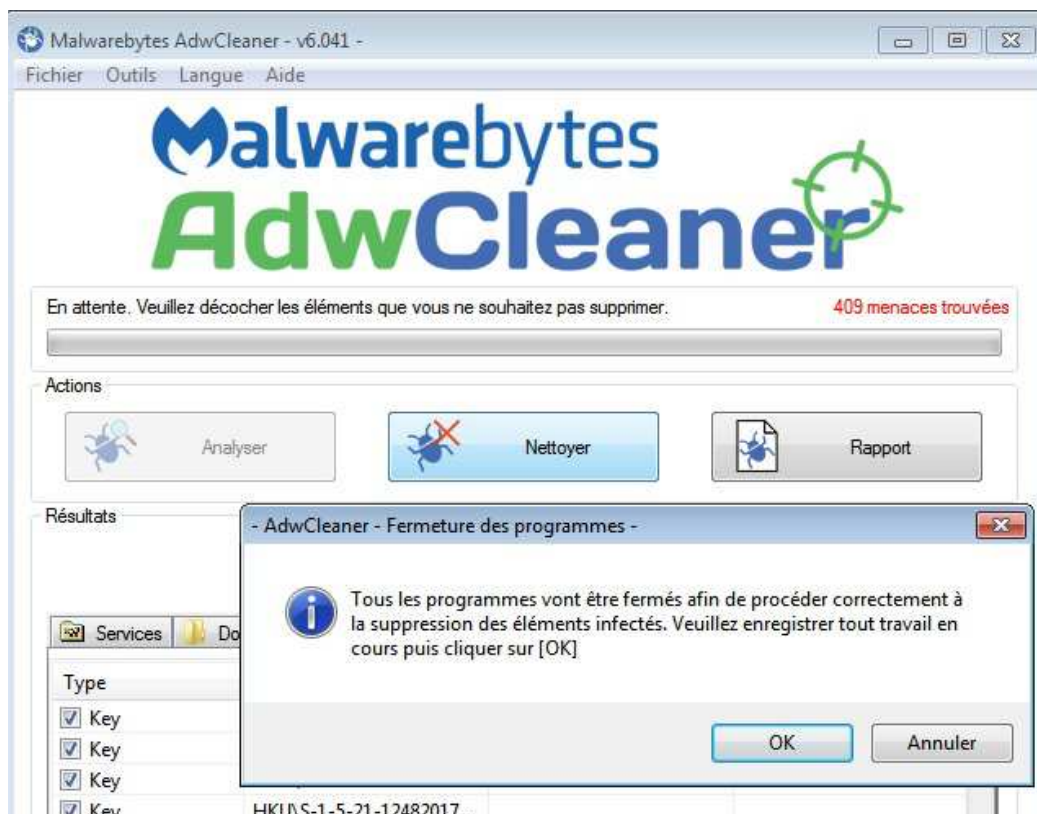 Malwarebytes AdwCleaner - v6.041 -
Fichier Outils Langue Aide
Malwarebytes
AdwCleaner
En attente. Veuillez décocher les éléments que vous ne souhaitez pas supprimer. 409 menaces trouvées
Actions
Analyser Nettoyer Rapport
Résultats
- AdwCleaner - Fermeture des programmes -
Tous les programmes vont être fermés afin de procéder correctement à
la suppression des éléments infectés. Veuillez enregistrer tout travail en
cours puis cliquer sur [OK]
OK Annuler
Services Do
Type
Key
Key
Key
Key HKU\S-1-5-21-12482017